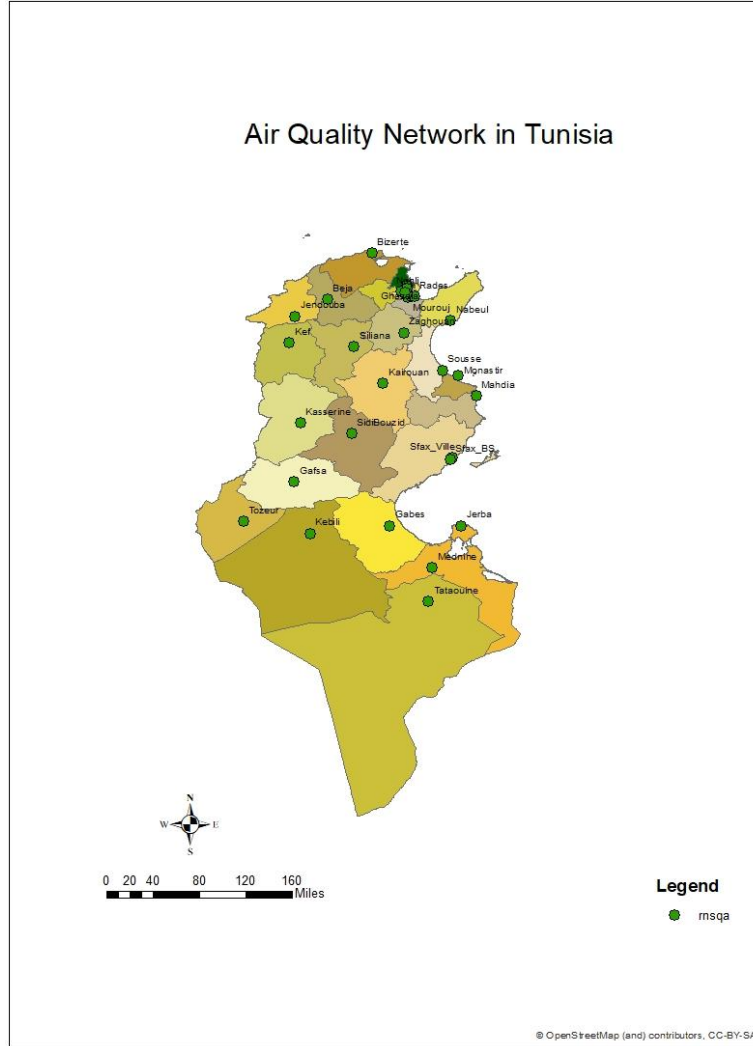 Air Quality Network in Tunisia
Bizerte
Rades
Beja
Jendouba
Mourouj
Nabeul
Zaghouan
Kef
Siliana
Sousse
Monastir
Kairouan
Mahdia
Kasserine
SidiBouzid
Sfax_Ville
Sfax_BS
Gafsa
Tozeur
Kebili
Gabes
Jerba
Mednine
Tataouine
N
W E
S
0 20 40 80 120 160
Miles
Legend
rnsqa
© OpenStreetMap (and) contributors, CC-BY-SA